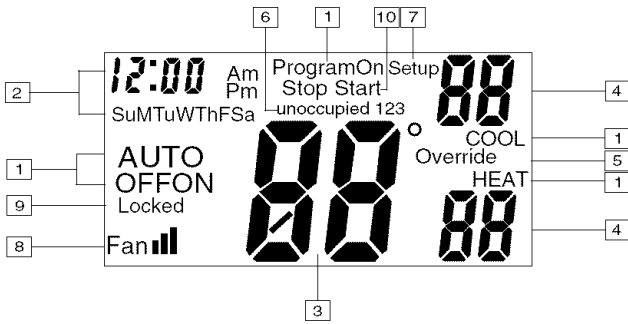 6 1 10 7
12:00 Am ProgramOn Setup 88
Pm Stop Start
2 4
SuMTuWThFSa unoccupied 123
88°
COOL 1
1 AUTO Override 5
OFFON HEAT 1
9 Locked
8 Fan 88 4
3